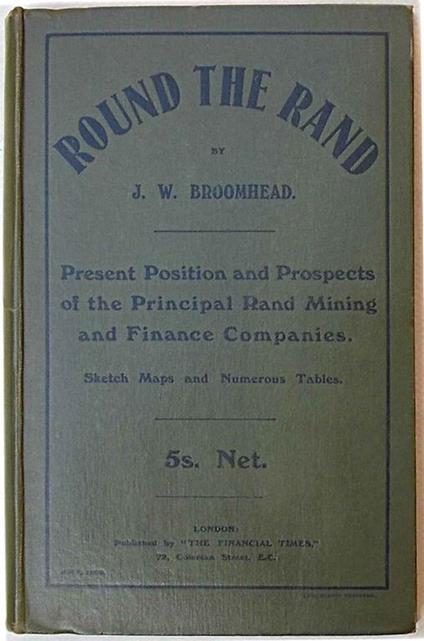 ROUND THE RAND
BY
J. W. BROOMHEAD.
Present Position and Prospects
of the Principal Rand Mining
and Finance Companies.
Sketch Maps and Numerous Tables.
5s. Net.
LONDON:
Published by "THE FINANCIAL TIMES,"
72, Coleman Street, E.C.